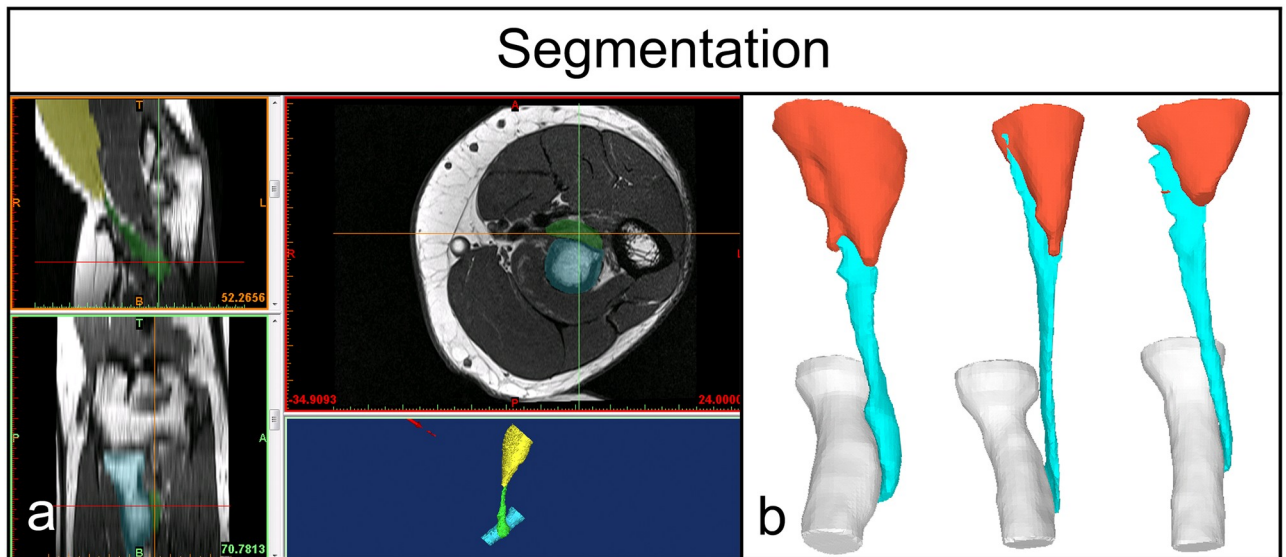 Segmentation
T
R
L
B
52.2656
A
R
-34.9093
P
24.0000
T
P
A
B
70.7813
a
b